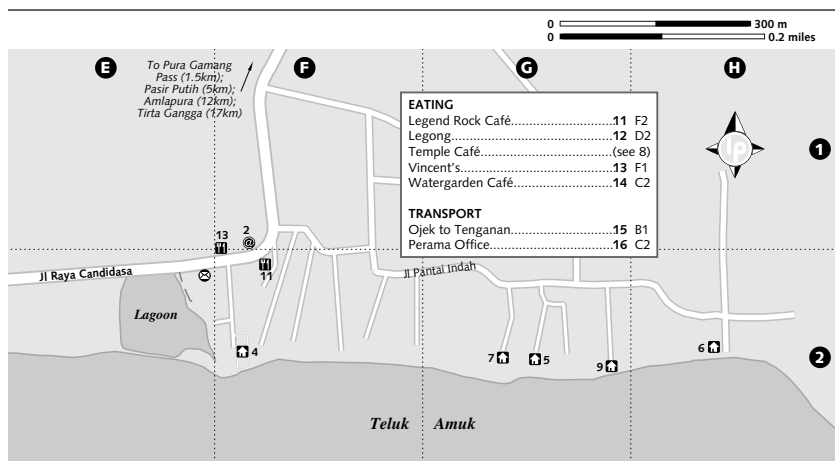 0 300 m
0 0.2 miles
E F G H
To Pura Gamang
Pass (1.5km);
Pasir Putih (5km);
Amlapura (12km);
Tirta Gangga (17km)
EATING
Legend Rock Café..............................11 F2
Legong..............................12 D2
Temple Café..............................(see 8)
Vincent's..............................13 F1
Watergarden Café..............................14 C2
TRANSPORT
Ojek to Tenganan..............................15 B1
Perama Office..............................16 C2
lp
1
13 2
@
11
Jl Raya Candidasa
Jl Pantai Indah
Lagoon
4
7 5
9
6
2
Teluk Amuk